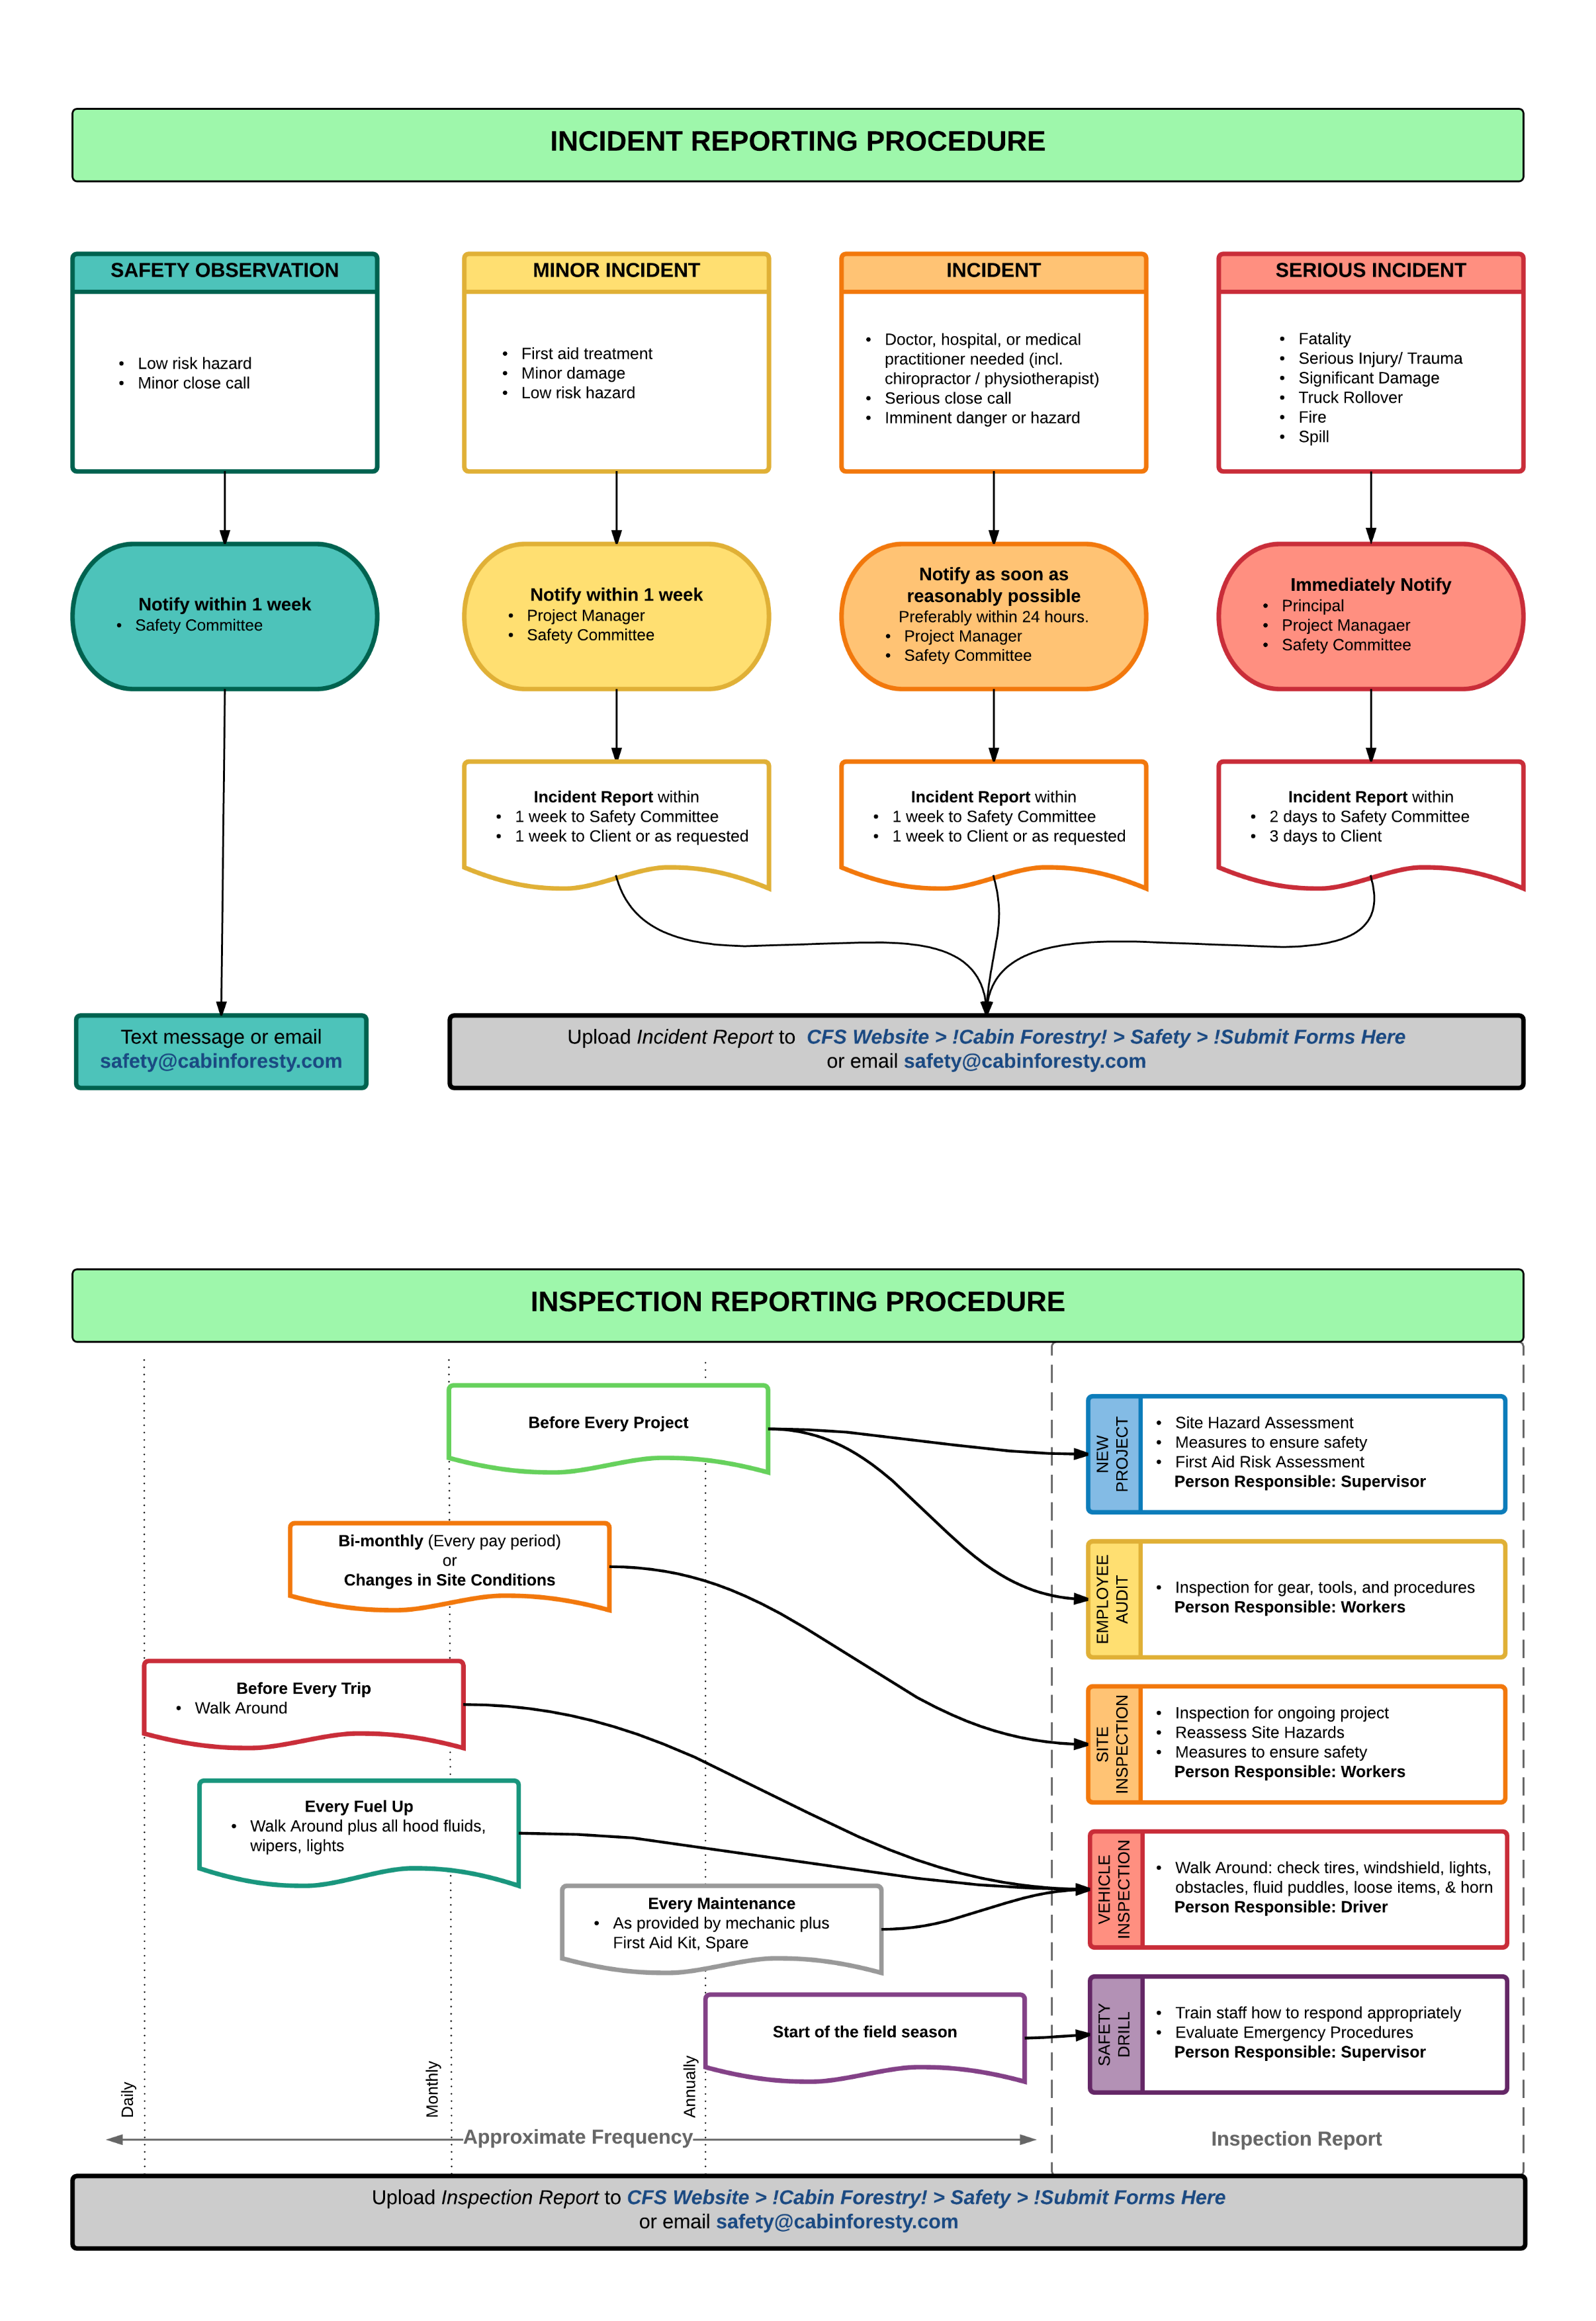 INCIDENT REPORTING PROCEDURE
SAFETY OBSERVATION
• Low risk hazard
• Minor close call
Notify within 1 week
• Safety Committee
Text message or email
safety@cabinforesty.com
MINOR INCIDENT
• First aid treatment
• Minor damage
• Low risk hazard
Notify within 1 week
• Project Manager
• Safety Committee
Incident Report within
• 1 week to Safety Committee
• 1 week to Client or as requested
INCIDENT
• Doctor, hospital, or medical
practitioner needed (incl.
chiropractor / physiotherapist)
• Serious close call
• Imminent danger or hazard
Notify as soon as
reasonably possible
Preferably within 24 hours.
• Project Manager
• Safety Committee
Incident Report within
• 1 week to Safety Committee
• 1 week to Client or as requested
SERIOUS INCIDENT
• Fatality
• Serious Injury/ Trauma
• Significant Damage
• Truck Rollover
• Fire
• Spill
Immediately Notify
• Principal
• Project Managaer
• Safety Committee
Incident Report within
• 2 days to Safety Committee
• 3 days to Client
Upload Incident Report to CFS Website > !Cabin Forestry! > Safety > !Submit Forms Here
or email safety@cabinforesty.com
INSPECTION REPORTING PROCEDURE
Before Every Project
Bi-monthly (Every pay period)
or
Changes in Site Conditions
Before Every Trip
• Walk Around
Every Fuel Up
• Walk Around plus all hood fluids,
wipers, lights
Every Maintenance
• As provided by mechanic plus
First Aid Kit, Spare
Start of the field season
NEW
PROJECT
• Site Hazard Assessment
• Measures to ensure safety
• First Aid Risk Assessment
Person Responsible: Supervisor
EMPLOYEE
AUDIT
• Inspection for gear, tools, and procedures
Person Responsible: Workers
SITE
INSPECTION
• Inspection for ongoing project
• Reassess Site Hazards
• Measures to ensure safety
Person Responsible: Workers
VEHICLE
INSPECTION
• Walk Around: check tires, windshield, lights,
obstacles, fluid puddles, loose items, & horn
Person Responsible: Driver
SAFETY
DRILL
• Train staff how to respond appropriately
• Evaluate Emergency Procedures
Person Responsible: Supervisor
Daily
Monthly
Annually
Approximate Frequency
Inspection Report
Upload Inspection Report to CFS Website > !Cabin Forestry! > Safety > !Submit Forms Here
or email safety@cabinforesty.com